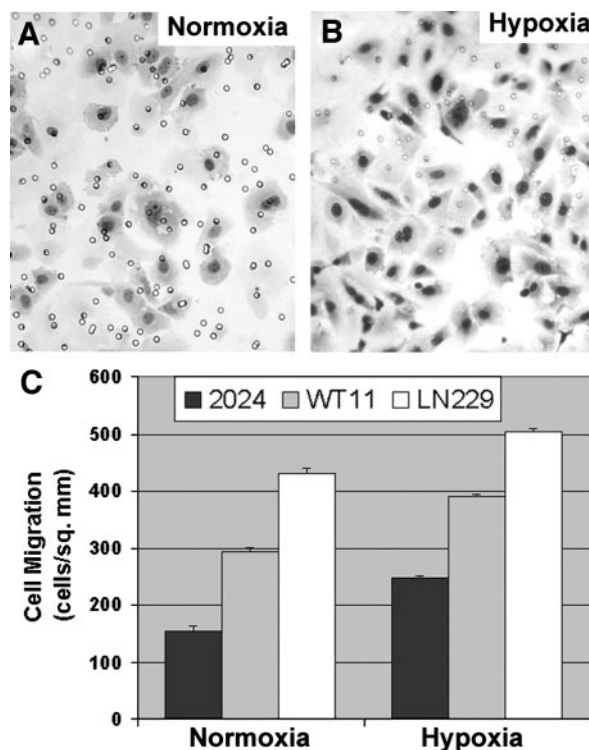 A Normoxia
B Hypoxia
C
600
500
400
300
200
100
0
Cell Migration
(cells/sq. mm)
2024 WT11 LN229
Normoxia Hypoxia